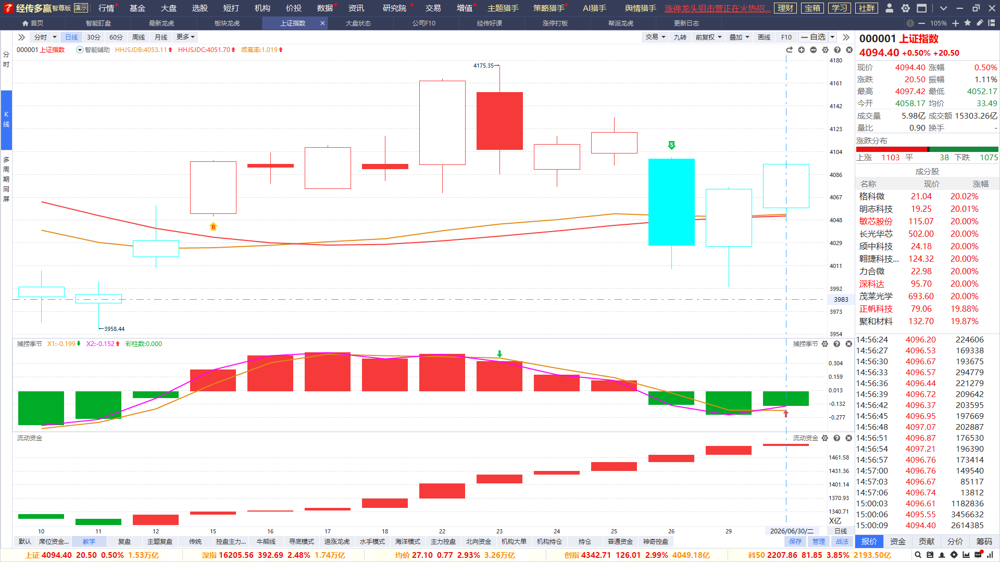 经传多赢 智尊版 演示 行情 基金 大盘 选股 短打 机构 价投 数据 资讯 研究院 交易 增值 主题猎手 策略猎手 AI猎手 舆情猎手 涨停龙头狙击营正在火热招... 理财 宝箱 学习 社群
首页 智能盯盘 最新龙虎 板块龙虎 上证指数 大盘状态 公司F10 经传好课 涨停打板 帮派龙虎 更新日志 105%
分时 日线 30分 60分 周线 月线 更多 交易 九转 前复权 叠加 画线 F10 自选
000001 上证指数 智能辅助 HHJSJDB:4053.11 HHJSJDC:4051.70 乖离率:1.019
分时
K线
多周期同屏
4175.35
3958.44
B
S
4180
4161
4142
4123
4104
4086
4067
4048
4029
4011
3992
3983
3973
3954
捕捞季节 X1:-0.199 X2:-0.152 彩柱数:0.000 捕捞季节
0.304
0.159
0.013
-0.132
-0.277
流动资金 流动资金
1461.58
1431.36
1401.14
1370.93
1340.71
X亿
10 11 12 15 16 17 18 22 23 24 25 26 29 2026/06/30/二 日线
默认 席位资金... 教学 复盘 主题复盘 传统 控盘主力... 牛能线 寻底模式 追涨龙虎 水手模式 海洋模式 主力控盘 北向资金 机构大单 机构持仓 持仓 普通资金 神奇控盘 保存 管理 战法
000001 上证指数
4094.40 +0.50% +20.50
现价 4094.40 涨幅 0.50%
涨跌 20.50 振幅 1.11%
最高 4097.42 最低 4052.17
今开 4058.17 均价 33.49
成交量 5.98亿 成交额 15303.26亿
量比 0.90 换手 -
涨跌分布
上涨 1103 平 38 下跌 1075
成分股
名称 现价 涨幅
格科微 21.04 20.02%
明志科技 19.25 20.01%
敏芯股份 115.07 20.00%
长光华芯 502.00 20.00%
颀中科技 24.18 20.00%
翱捷科技... 124.32 20.00%
力合微 22.98 20.00%
深科达 95.70 20.00%
茂莱光学 693.60 20.00%
正帆科技 79.06 19.88%
聚和材料 132.70 19.87%
14:56:24 4096.20 224606
14:56:27 4096.53 169338
14:56:30 4096.67 193675
14:56:33 4096.57 294779
14:56:36 4096.44 221279
14:56:39 4096.72 209642
14:56:42 4096.37 203595
14:56:45 4096.95 197669
14:56:48 4097.07 202887
14:56:51 4096.87 176530
14:56:54 4097.21 196390
14:56:57 4096.76 173414
14:57:00 4096.76 149540
14:57:03 4096.67 85117
14:57:06 4096.74 13812
15:00:03 4096.61 1182836
15:00:06 4095.55 3456632
15:00:09 4094.40 2614385
报价 资金 贡献 分价 筹码
上证 4094.40 20.50 0.50% 1.53万亿 深指 16205.56 392.69 2.48% 1.74万亿 均价 27.10 0.77 2.93% 3.26万亿 创指 4342.71 126.01 2.99% 4049.18亿 科50 2207.86 81.85 3.85% 2193.50亿